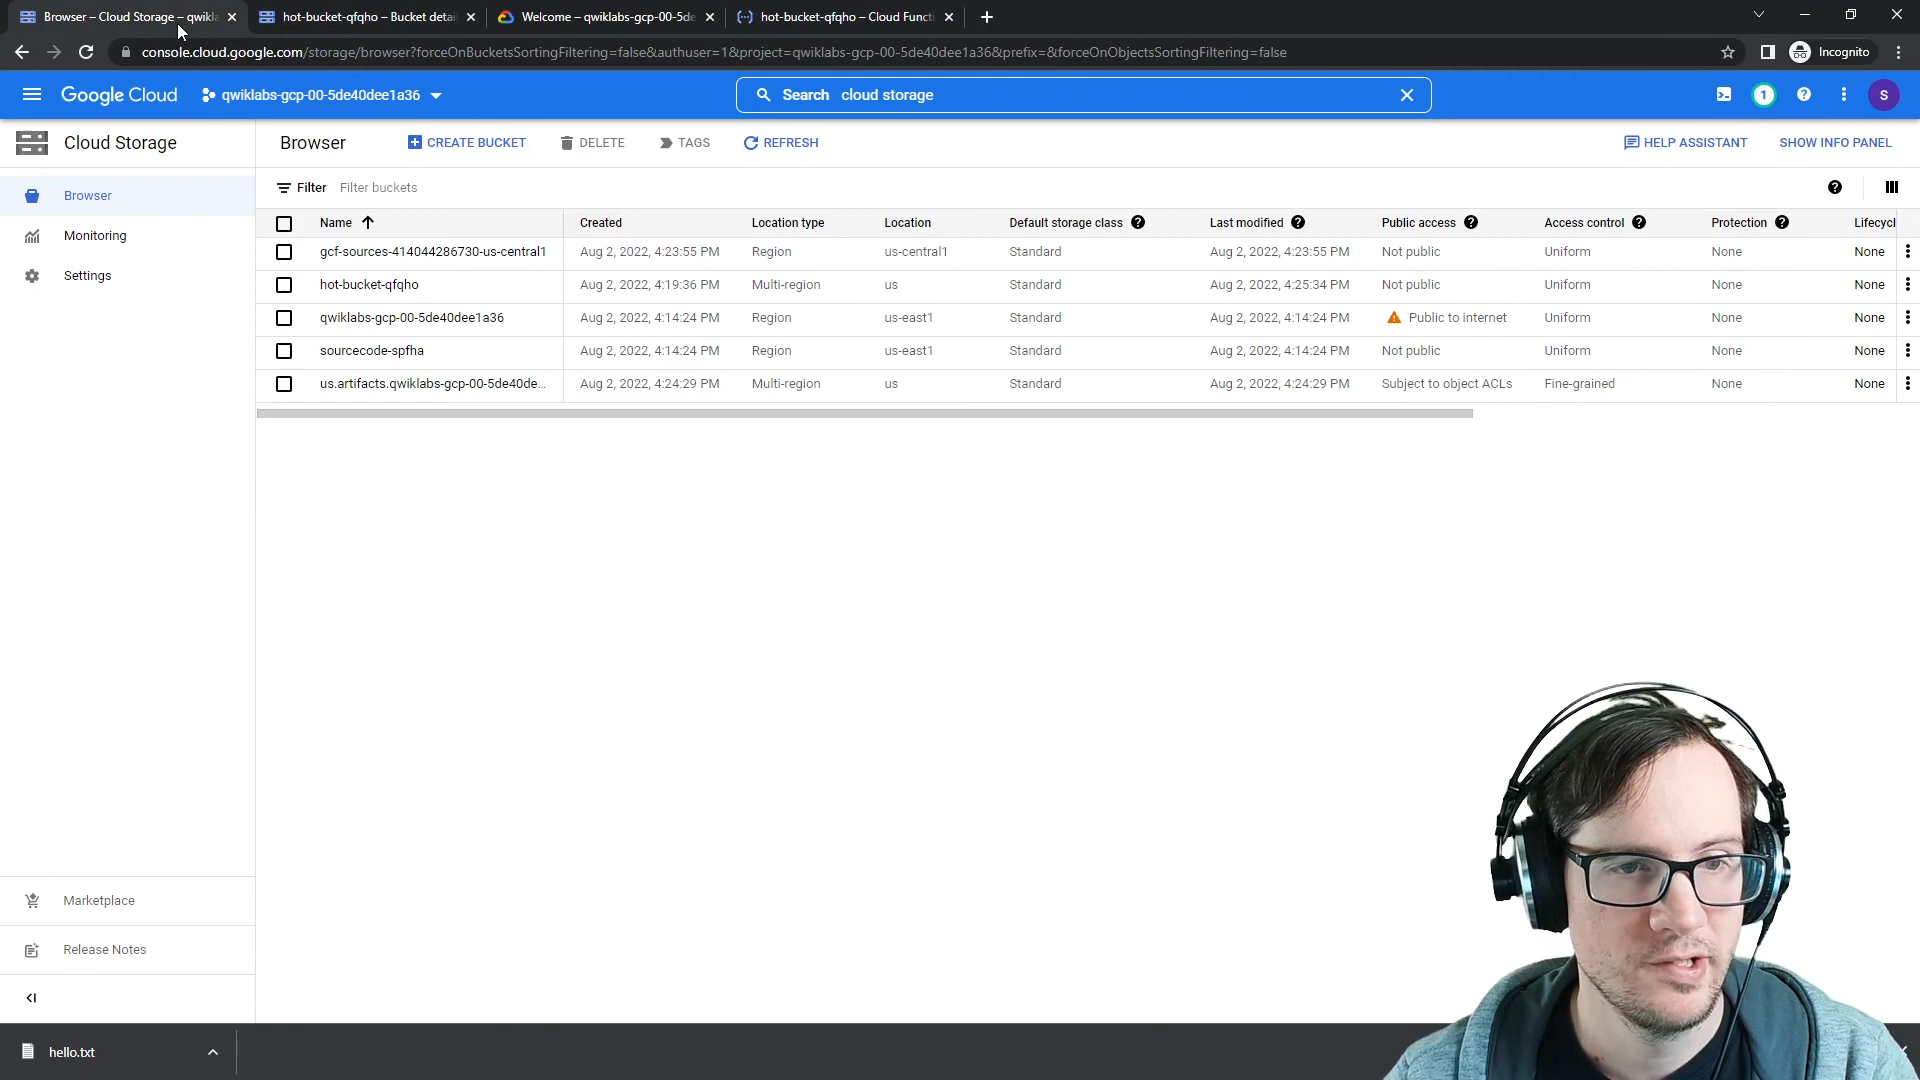 Browser – Cloud Storage – qwikla
hot-bucket-qfqho – Bucket detail
Welcome – qwiklabs-gcp-00-5de
hot-bucket-qfqho – Cloud Functi
console.cloud.google.com/storage/browser?forceOnBucketsSortingFiltering=false&authuser=1&project=qwiklabs-gcp-00-5de40dee1a36&prefix=&forceOnObjectsSortingFiltering=false
Incognito
Google Cloud
qwiklabs-gcp-00-5de40dee1a36
Search cloud storage
1
S
Cloud Storage
Browser
CREATE BUCKET
DELETE
TAGS
REFRESH
HELP ASSISTANT
SHOW INFO PANEL
Browser
Monitoring
Settings
Filter Filter buckets
Name Created Location type Location Default storage class Last modified Public access Access control Protection Lifecycl
gcf-sources-414044286730-us-central1 Aug 2, 2022, 4:23:55 PM Region us-central1 Standard Aug 2, 2022, 4:23:55 PM Not public Uniform None None
hot-bucket-qfqho Aug 2, 2022, 4:19:36 PM Multi-region us Standard Aug 2, 2022, 4:25:34 PM Not public Uniform None None
qwiklabs-gcp-00-5de40dee1a36 Aug 2, 2022, 4:14:24 PM Region us-east1 Standard Aug 2, 2022, 4:14:24 PM Public to internet Uniform None None
sourcecode-spfha Aug 2, 2022, 4:14:24 PM Region us-east1 Standard Aug 2, 2022, 4:14:24 PM Not public Uniform None None
us.artifacts.qwiklabs-gcp-00-5de40de... Aug 2, 2022, 4:24:29 PM Multi-region us Standard Aug 2, 2022, 4:24:29 PM Subject to object ACLs Fine-grained None None
Marketplace
Release Notes
hello.txt